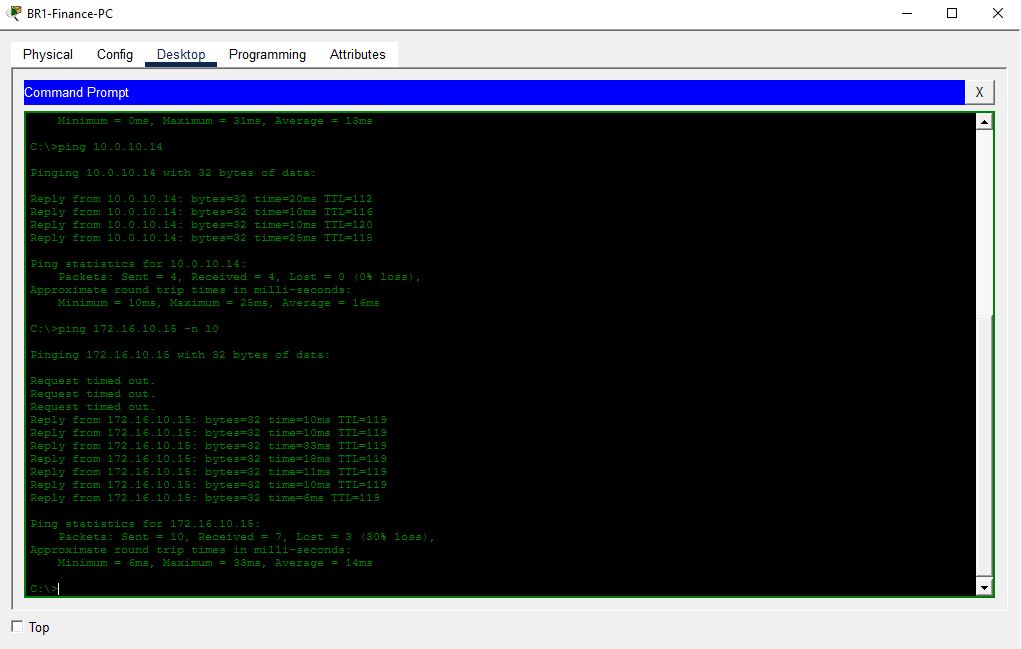 BR1-Finance-PC
Physical Config Desktop Programming Attributes
Command Prompt X
Minimum = 0ms, Maximum = 31ms, Average = 13ms
C:\>ping 10.0.10.14
Pinging 10.0.10.14 with 32 bytes of data:
Reply from 10.0.10.14: bytes=32 time=20ms TTL=112
Reply from 10.0.10.14: bytes=32 time=10ms TTL=116
Reply from 10.0.10.14: bytes=32 time=10ms TTL=120
Reply from 10.0.10.14: bytes=32 time=25ms TTL=118
Ping statistics for 10.0.10.14:
Packets: Sent = 4, Received = 4, Lost = 0 (0% loss),
Approximate round trip times in milli-seconds:
Minimum = 10ms, Maximum = 25ms, Average = 16ms
C:\>ping 172.16.10.15 -n 10
Pinging 172.16.10.15 with 32 bytes of data:
Request timed out.
Request timed out.
Request timed out.
Reply from 172.16.10.15: bytes=32 time=10ms TTL=119
Reply from 172.16.10.15: bytes=32 time=10ms TTL=119
Reply from 172.16.10.15: bytes=32 time=33ms TTL=119
Reply from 172.16.10.15: bytes=32 time=18ms TTL=119
Reply from 172.16.10.15: bytes=32 time=11ms TTL=119
Reply from 172.16.10.15: bytes=32 time=10ms TTL=119
Reply from 172.16.10.15: bytes=32 time=6ms TTL=119
Ping statistics for 172.16.10.15:
Packets: Sent = 10, Received = 7, Lost = 3 (30% loss),
Approximate round trip times in milli-seconds:
Minimum = 6ms, Maximum = 33ms, Average = 14ms
C:\>
Top